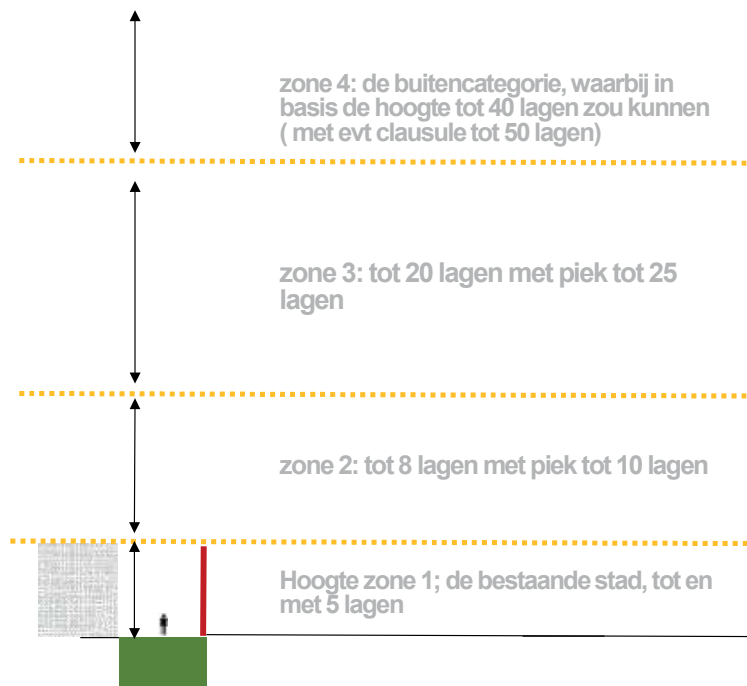 zone 4: de buitencategorie, waarbij in
basis de hoogte tot 40 lagen zou kunnen
( met evt clausule tot 50 lagen)
zone 3: tot 20 lagen met piek tot 25
lagen
zone 2: tot 8 lagen met piek tot 10 lagen
Hoogte zone 1; de bestaande stad, tot en
met 5 lagen